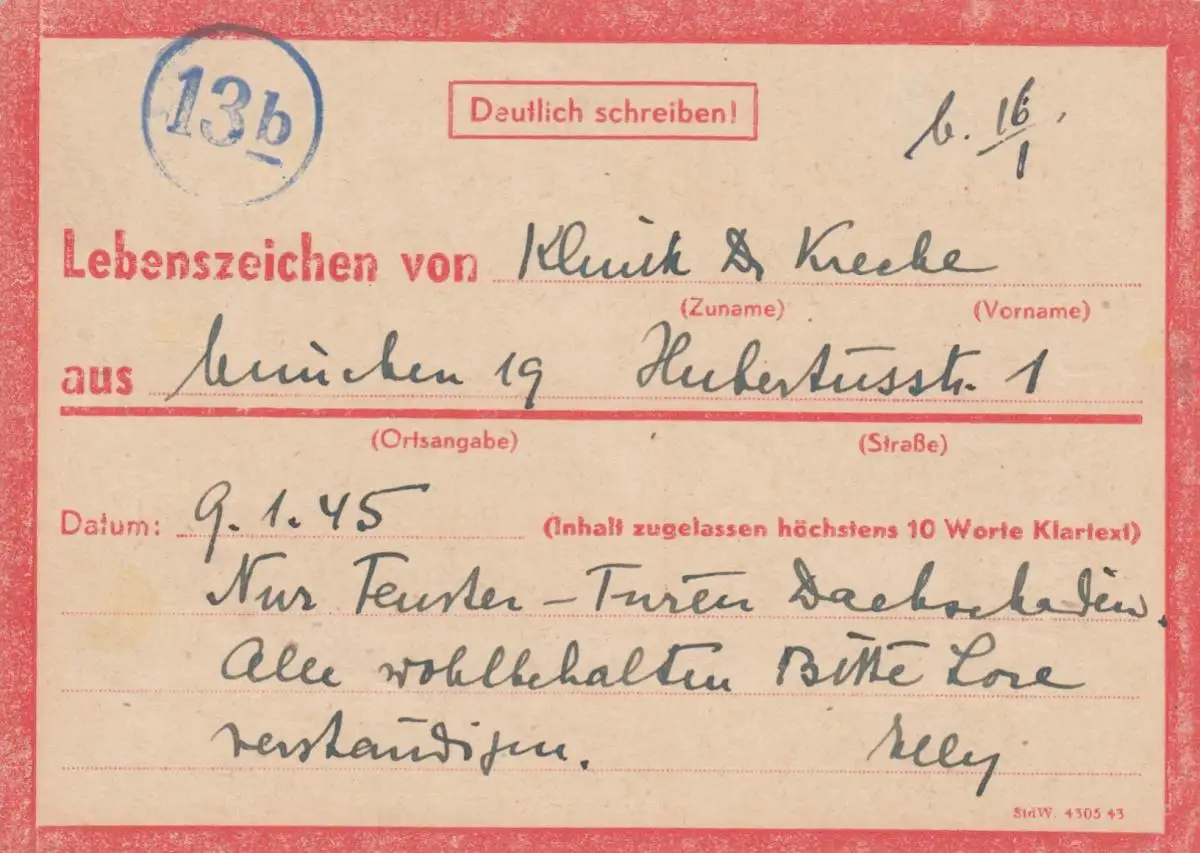 13b
Deutlich schreiben!
b. 16/1
Lebenszeichen von Klinik Dr Krecke
(Zuname) (Vorname)
aus München 19 Hubertusstr. 1
(Ortsangabe) (Straße)
Datum: 9.1.45 (Inhalt zugelassen höchstens 10 Worte Klartext)
Nur Fenster - Türen Dachschaden.
Alle wohlbehalten Bitte Lore
verständigen. Elly
StdW. 4305 43